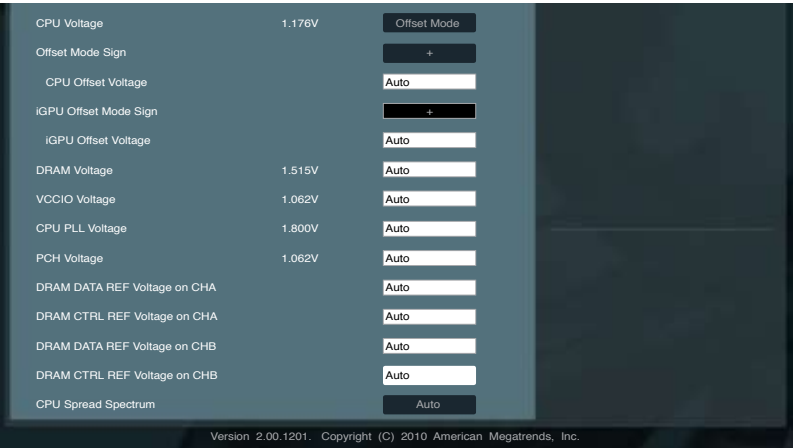 CPU Voltage 1.176V Offset Mode
Offset Mode Sign +
CPU Offset Voltage Auto
iGPU Offset Mode Sign +
iGPU Offset Voltage Auto
DRAM Voltage 1.515V Auto
VCCIO Voltage 1.062V Auto
CPU PLL Voltage 1.800V Auto
PCH Voltage 1.062V Auto
DRAM DATA REF Voltage on CHA Auto
DRAM CTRL REF Voltage on CHA Auto
DRAM DATA REF Voltage on CHB Auto
DRAM CTRL REF Voltage on CHB Auto
CPU Spread Spectrum Auto
Version 2.00.1201. Copyright (C) 2010 American Megatrends, Inc.